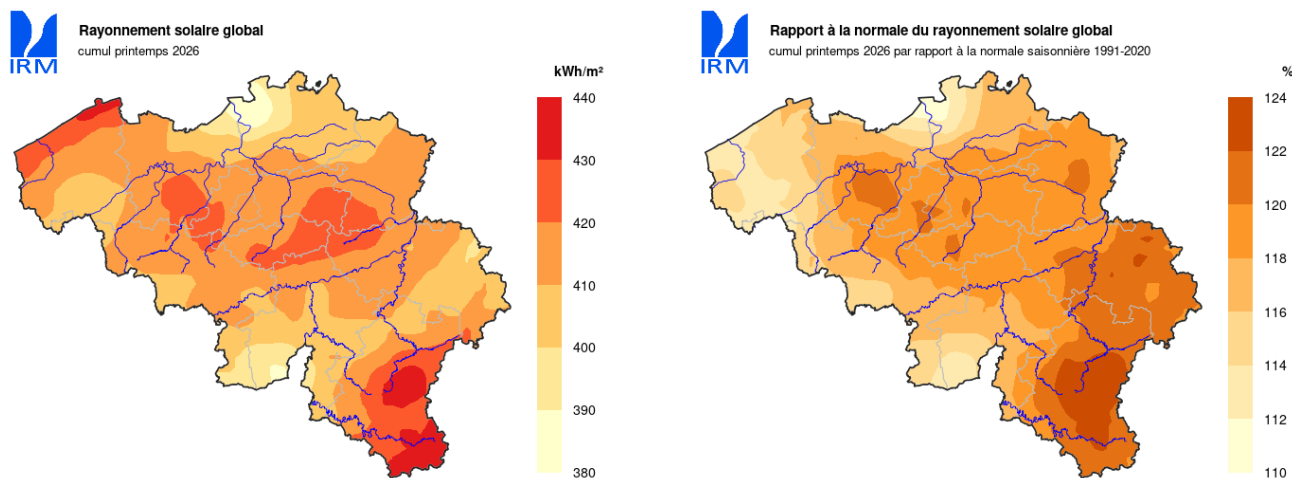 Rayonnement solaire global
cumul printemps 2026
IRM
kWh/m²
440
430
420
410
400
390
380
Rapport à la normale du rayonnement solaire global
cumul printemps 2026 par rapport à la normale saisonnière 1991-2020
IRM
%
124
122
120
118
116
114
112
110